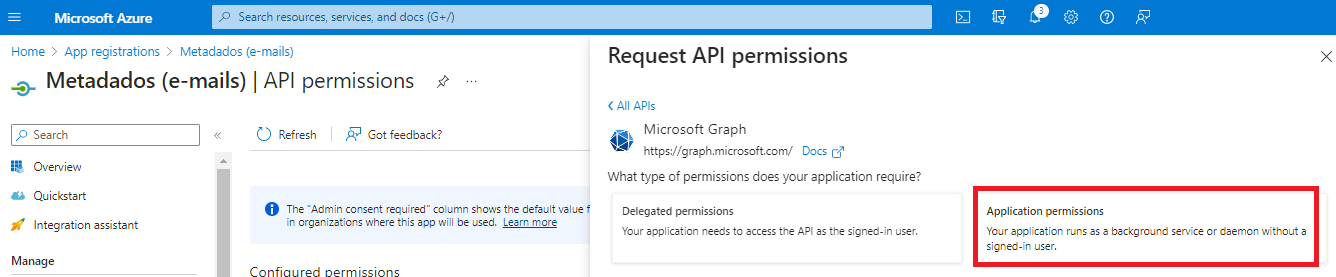 Microsoft Azure
Search resources, services, and docs (G+/)
3
Home > App registrations > Metadados (e-mails)
Metadados (e-mails) | API permissions
Search
Overview
Quickstart
Integration assistant
Manage
Refresh
Got feedback?
The "Admin consent required" column shows the default value f
in organizations where this app will be used. Learn more
Configured permissions
Request API permissions
All APIs
Microsoft Graph
https://graph.microsoft.com/ Docs
What type of permissions does your application require?
Delegated permissions
Your application needs to access the API as the signed-in user.
Application permissions
Your application runs as a background service or daemon without a
signed-in user.